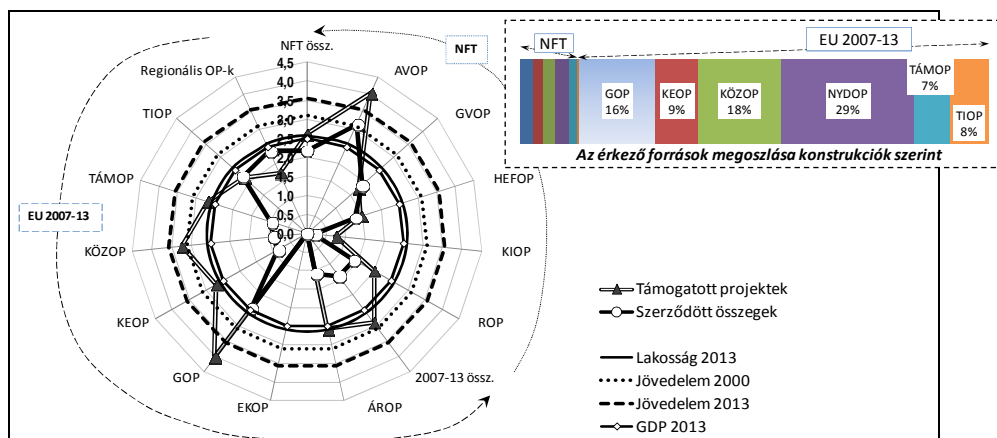 NFT össz.
4,5
4,0
3,5
3,0
2,5
2,0
1,5
1,0
0,5
0,0
AVOP
GVOP
HEFOP
KIOP
ROP
2007-13 össz.
ÁROP
EKOP
GOP
KEOP
KÖZOP
TÁMOP
TIOP
Regionális OP-k
NFT
EU 2007-13
NFT
EU 2007-13
GOP
16%
KEOP
9%
KÖZOP
18%
NYDOP
29%
TÁMOP
7%
TIOP
8%
Az érkező források megoszlása konstrukciók szerint
Támogatott projektek
Szerződött összegek
Lakosság 2013
Jövedelem 2000
Jövedelem 2013
GDP 2013